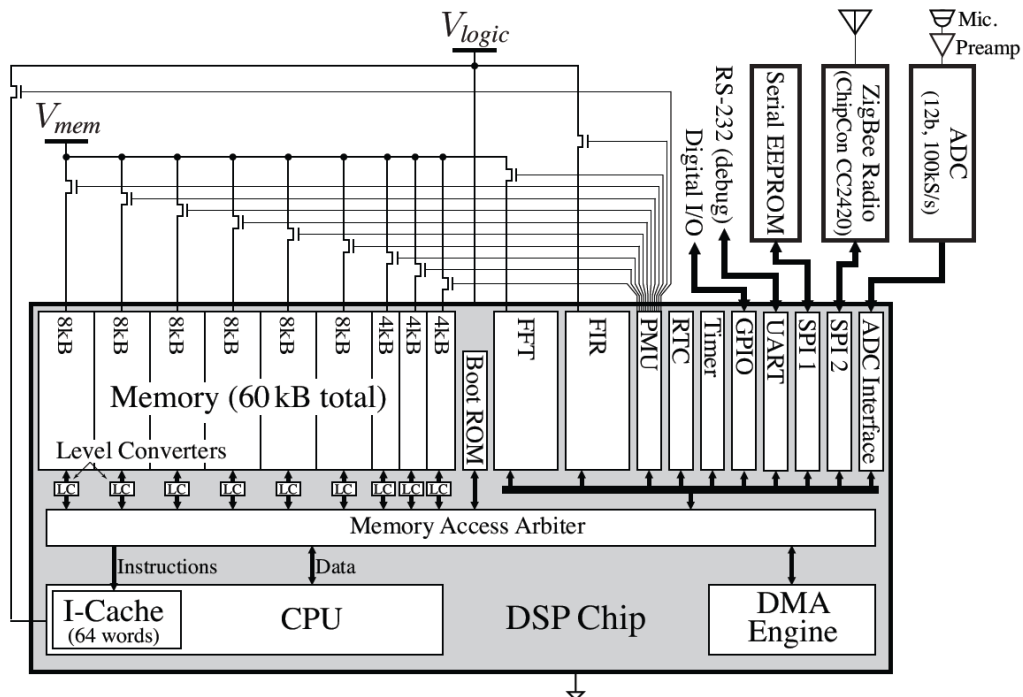 V_logic
V_mem
Mic.
Preamp
RS-232 (debug)
Digital I/O
Serial EEPROM
ZigBee Radio
(ChipCon CC2420)
ADC
(12b, 100kS/s)
8kB
8kB
8kB
8kB
8kB
8kB
4kB
4kB
4kB
Memory (60 kB total)
Level Converters
Boot ROM
FFT
FIR
PMU
RTC
Timer
GPIO
UART
SPI 1
SPI 2
ADC Interface
LC
LC
LC
LC
LC
LC
LC
LC
LC
Memory Access Arbiter
Instructions
Data
I-Cache
(64 words)
CPU
DSP Chip
DMA
Engine